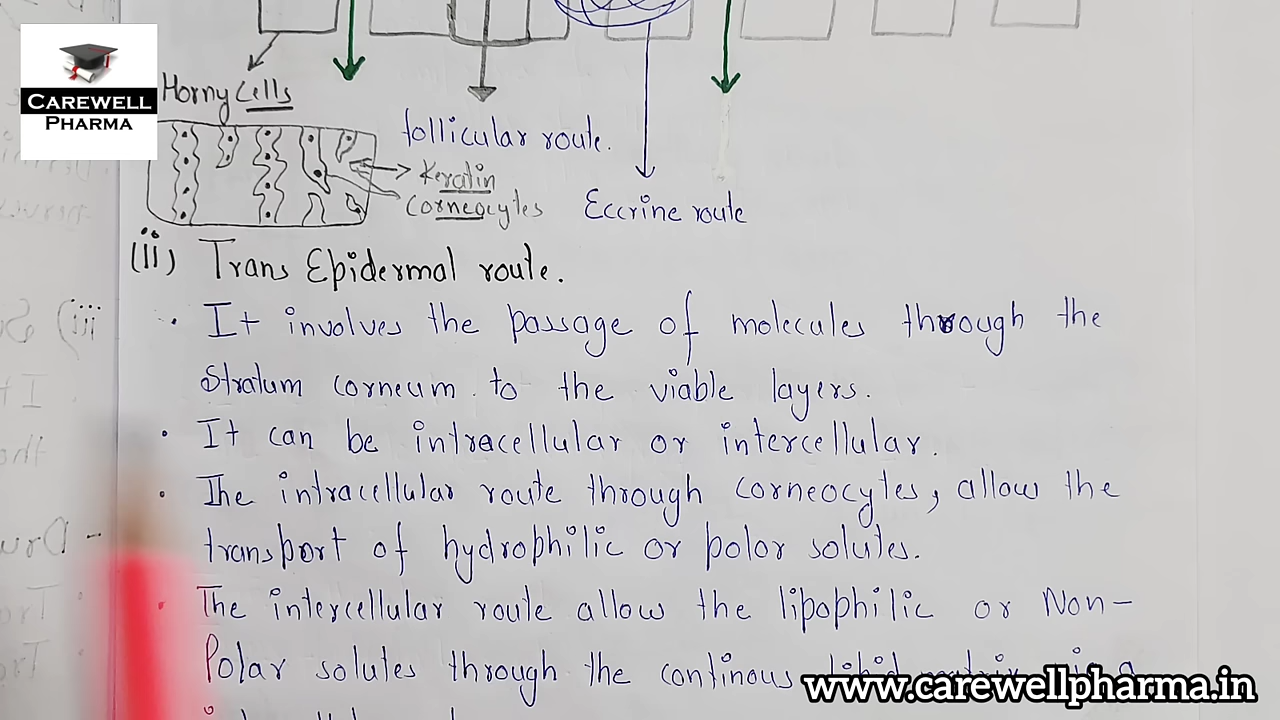 CAREWELL
PHARMA
Horny Cells
follicular route.
Keratin
Corneocytes
Eccrine route
(ii) Trans Epidermal route.
• It involves the passage of molecules through the
Stratum corneum to the viable layers.
• It can be intracellular or intercellular.
• The intracellular route through corneocytes, allow the
transport of hydrophilic or polar solutes.
• The intercellular route allow the lipophilic or Non-
Polar solutes through the continous lipid matrix
www.carewellpharma.in